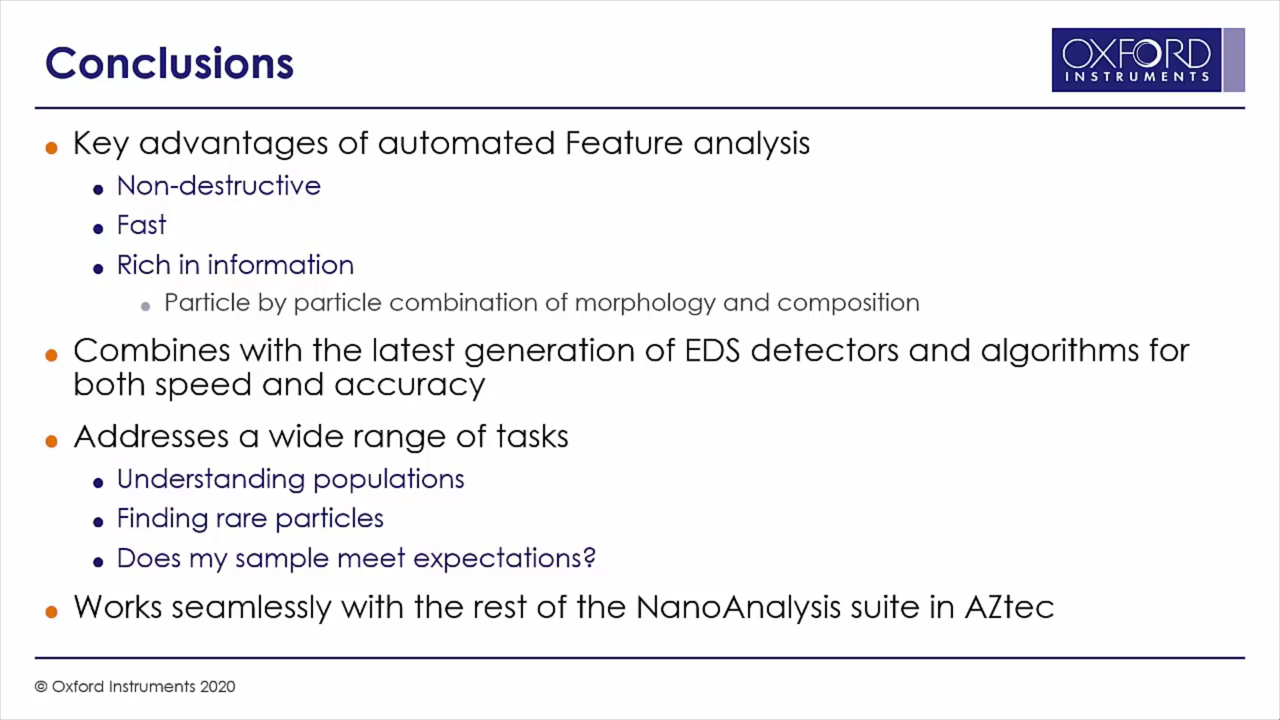 Conclusions
OXFORD
INSTRUMENTS
Key advantages of automated Feature analysis
Non-destructive
Fast
Rich in information
Particle by particle combination of morphology and composition
Combines with the latest generation of EDS detectors and algorithms for
both speed and accuracy
Addresses a wide range of tasks
Understanding populations
Finding rare particles
Does my sample meet expectations?
Works seamlessly with the rest of the NanoAnalysis suite in AZtec
© Oxford Instruments 2020